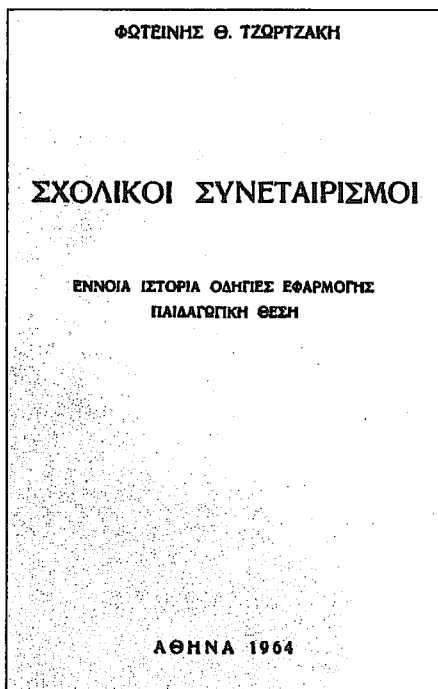 ΦΩΤΕΙΝΗΣ Θ. ΤΖΩΡΤΖΑΚΗ
ΣΧΟΛΙΚΟΙ ΣΥΝΕΤΑΙΡΙΣΜΟΙ
ΕΝΝΟΙΑ ΙΣΤΟΡΙΑ ΟΔΗΓΙΕΣ ΕΦΑΡΜΟΓΗΣ
ΠΑΙΔΑΓΩΓΙΚΗ ΘΕΣΗ
ΑΘΗΝΑ 1964